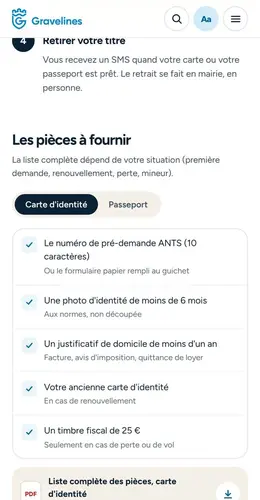 Gravelines
Aa
4
Retirer votre titre
Vous recevez un SMS quand votre carte ou votre
passeport est prêt. Le retrait se fait en mairie, en
personne.
Les pièces à fournir
La liste complète dépend de votre situation (première
demande, renouvellement, perte, mineur).
Carte d'identité
Passeport
Le numéro de pré-demande ANTS (10
caractères)
Ou le formulaire papier rempli au guichet
Une photo d'identité de moins de 6 mois
Aux normes, non découpée
Un justificatif de domicile de moins d'un an
Facture, avis d'imposition, quittance de loyer
Votre ancienne carte d'identité
En cas de renouvellement
Un timbre fiscal de 25 €
Seulement en cas de perte ou de vol
PDF
Liste complète des pièces, carte
d'identité